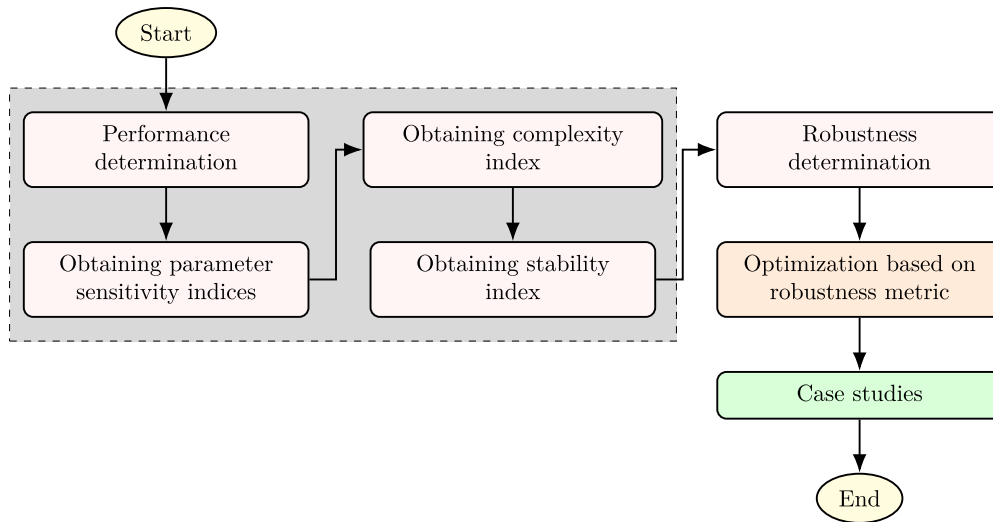 Start
Performance
determination
Obtaining parameter
sensitivity indices
Obtaining complexity
index
Obtaining stability
index
Robustness
determination
Optimization based on
robustness metric
Case studies
End